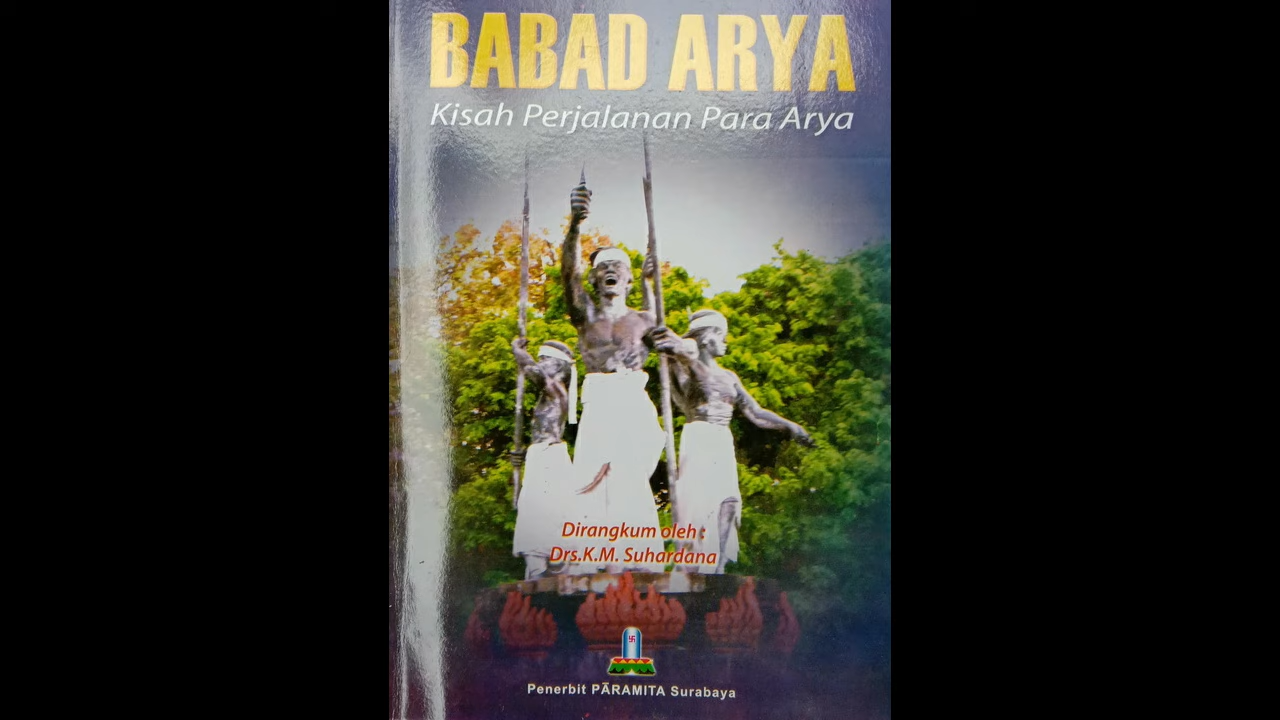 BABAD ARYA
Kisah Perjalanan Para Arya
Dirangkum oleh :
Drs.K.M. Suhardana
Penerbit PĀRAMITA Surabaya